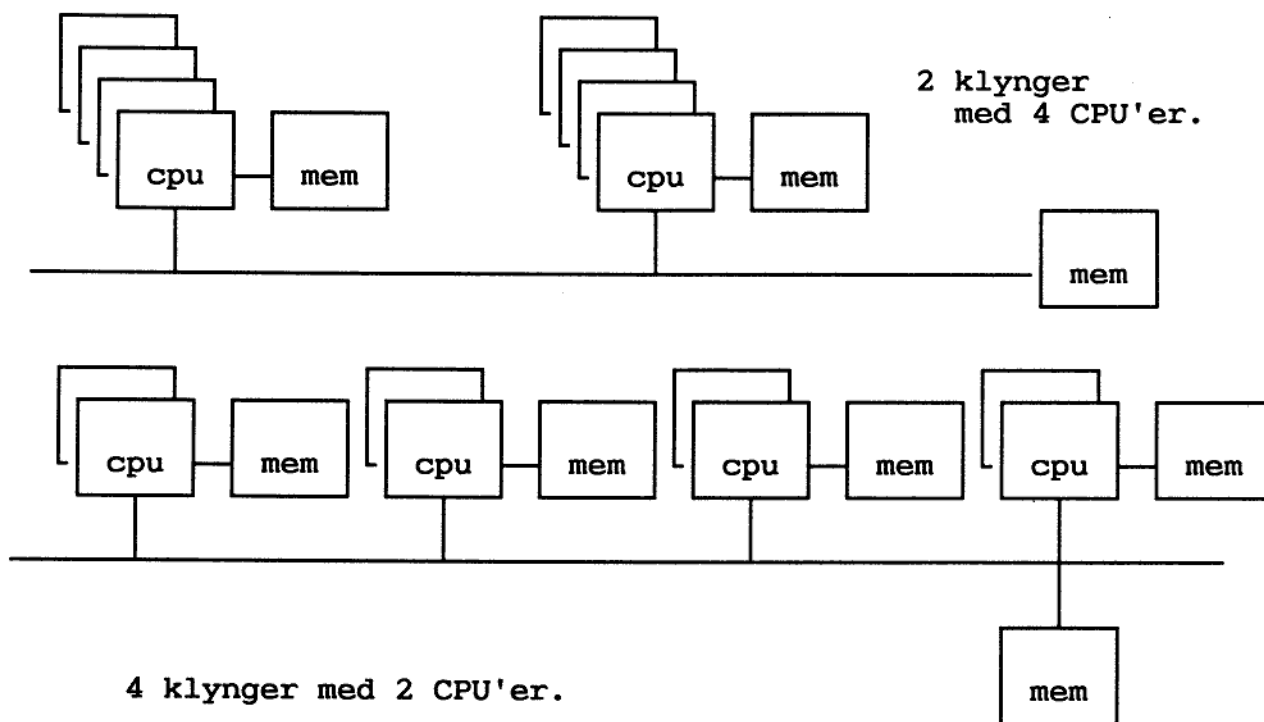 2 klynger
med 4 CPU'er.
cpu mem cpu mem
mem
cpu mem cpu mem cpu mem cpu mem
4 klynger med 2 CPU'er.
mem